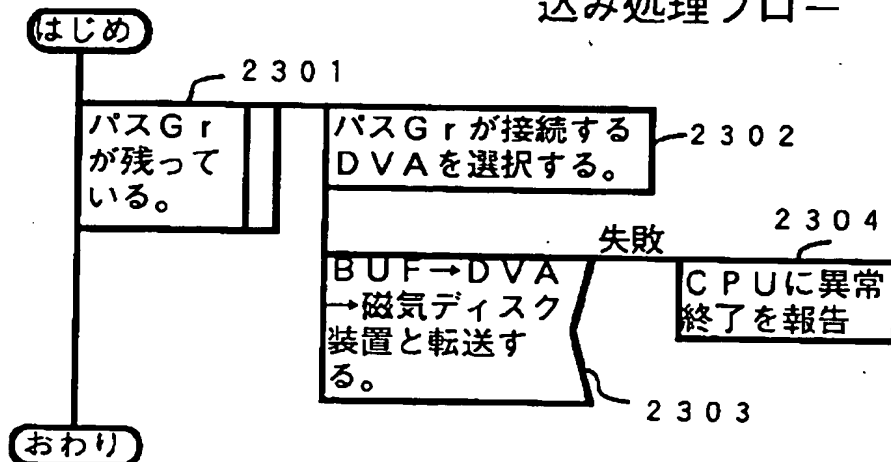 込み処理フロー
はじめ
2301
パスGr
が残って
いる。
パスGrが接続する
DVAを選択する。
2302
失敗
2304
BUF→DVA
→磁気ディスク
装置と転送す
る。
CPUに異常
終了を報告
2303
おわり